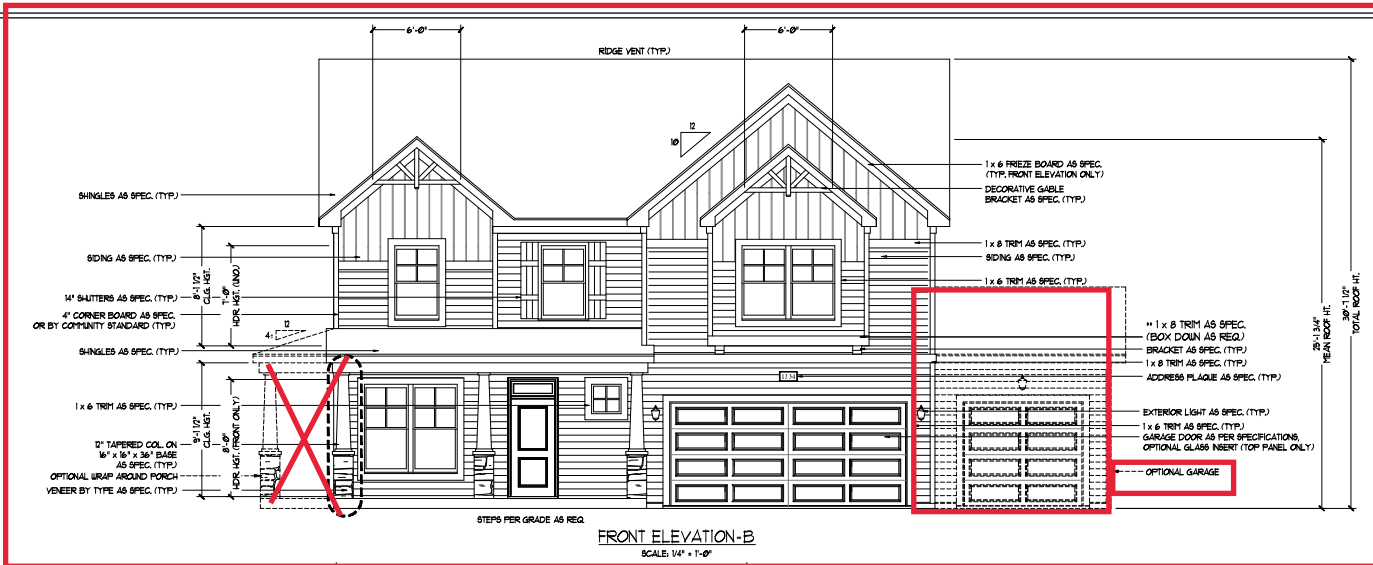 6'-0"
6'-0"
RIDGE VENT (TYP.)
12
10
SHINGLES AS SPEC. (TYP.)
SIDING AS SPEC. (TYP.)
14" SHUTTERS AS SPEC. (TYP.)
4" CORNER BOARD AS SPEC.
OR BY COMMUNITY STANDARD (TYP.)
8'-1 1/2"
CLG. HGT.
7'-0"
HDR. HGT. (UNO.)
12
4:
SHINGLES AS SPEC. (TYP.)
1 x 6 TRIM AS SPEC. (TYP.)
12" TAPERED COL. ON
16" x 16" x 36" BASE
AS SPEC. (TYP.)
OPTIONAL WRAP AROUND PORCH
VENEER BY TYPE AS SPEC. (TYP.)
9'-1 1/2"
CLG. HGT.
8'-0"
HDR. HGT. (FRONT ONLY)
1 x 6 FRIEZE BOARD AS SPEC.
(TYP. FRONT ELEVATION ONLY)
DECORATIVE GABLE
BRACKET AS SPEC. (TYP.)
1 x 8 TRIM AS SPEC. (TYP.)
SIDING AS SPEC. (TYP.)
1 x 6 TRIM AS SPEC. (TYP.)
** 1 x 8 TRIM AS SPEC.
(BOX DOWN AS REQ.)
BRACKET AS SPEC. (TYP.)
1 x 8 TRIM AS SPEC. (TYP.)
ADDRESS PLAQUE AS SPEC. (TYP.)
1234
EXTERIOR LIGHT AS SPEC. (TYP.)
1 x 6 TRIM AS SPEC. (TYP.)
GARAGE DOOR AS PER SPECIFICATIONS,
OPTIONAL GLASS INSERT (TOP PANEL ONLY)
OPTIONAL GARAGE
25'-1 3/4"
MEAN ROOF HT.
30'-1 1/2"
TOTAL ROOF HT.
STEPS PER GRADE AS REQ.
FRONT ELEVATION-B
SCALE: 1/4" = 1'-0"